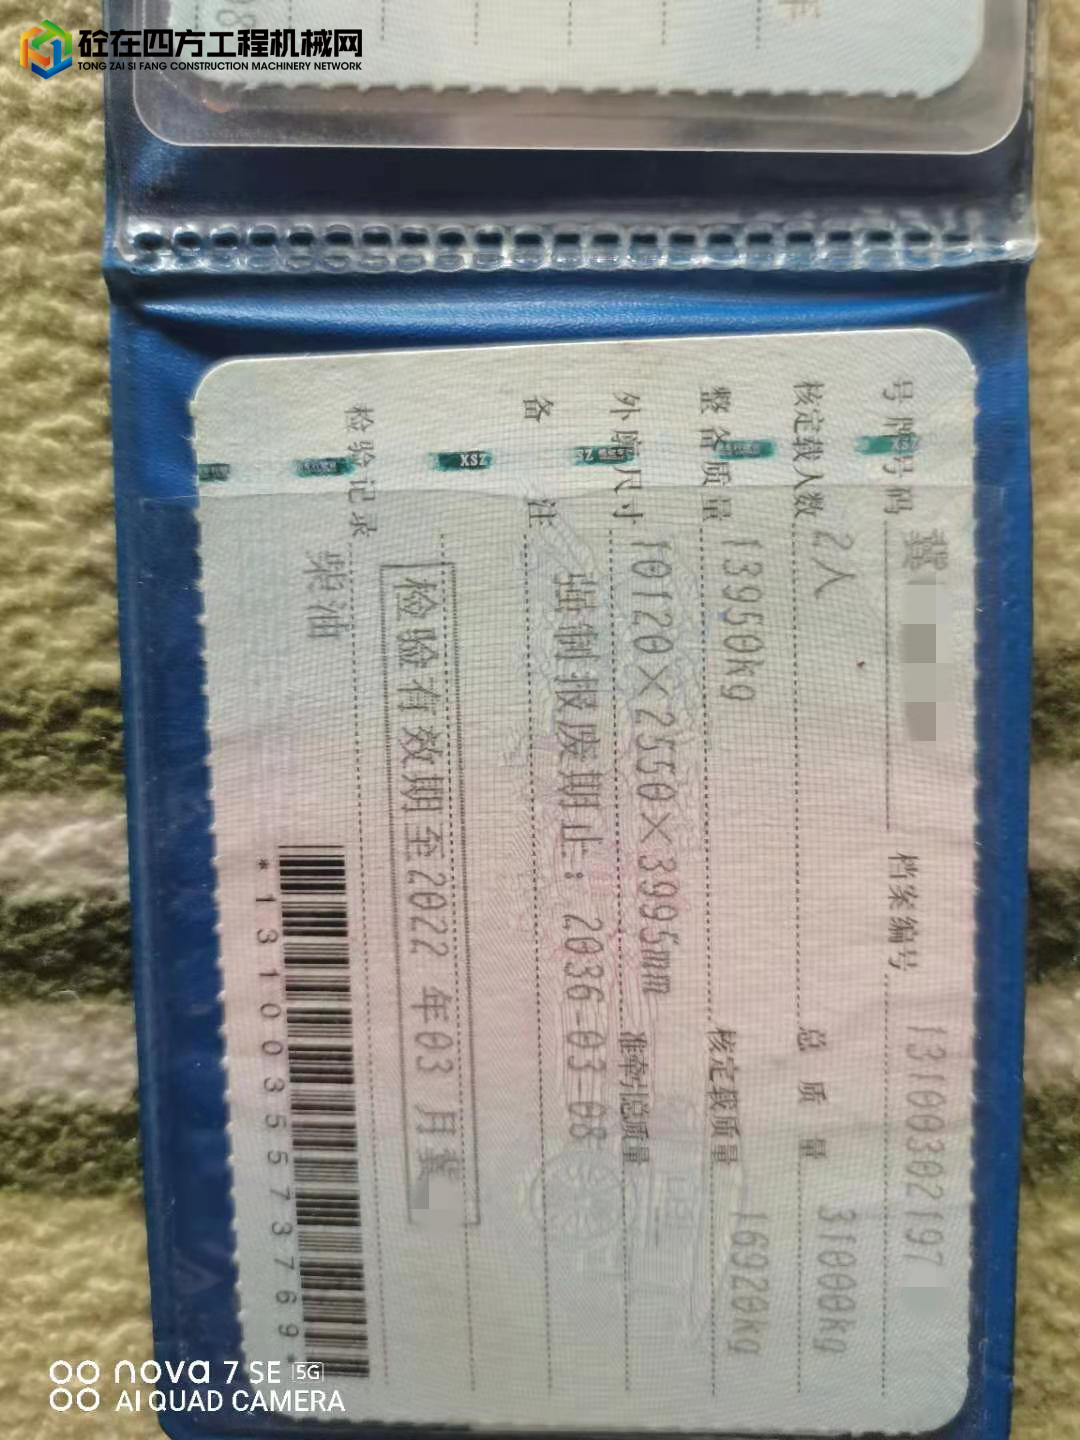 砼在四方工程机械网
TONG ZAI SI FANG CONSTRUCTION MACHINERY NETWORK
号牌号码 冀 档案编号 13100302197
核定载人数 2人 总质量 31000kg
整备质量 13950kg 核定载质量 16920kg
外廓尺寸 10120×2550×3995mm 准牵引总质量
备注 强制报废期止:2036-03-08
检验有效期至2022年03月冀
检验记录
柴油
*1310035573769*
XSZ
nova 7 SE 5G
AI QUAD CAMERA